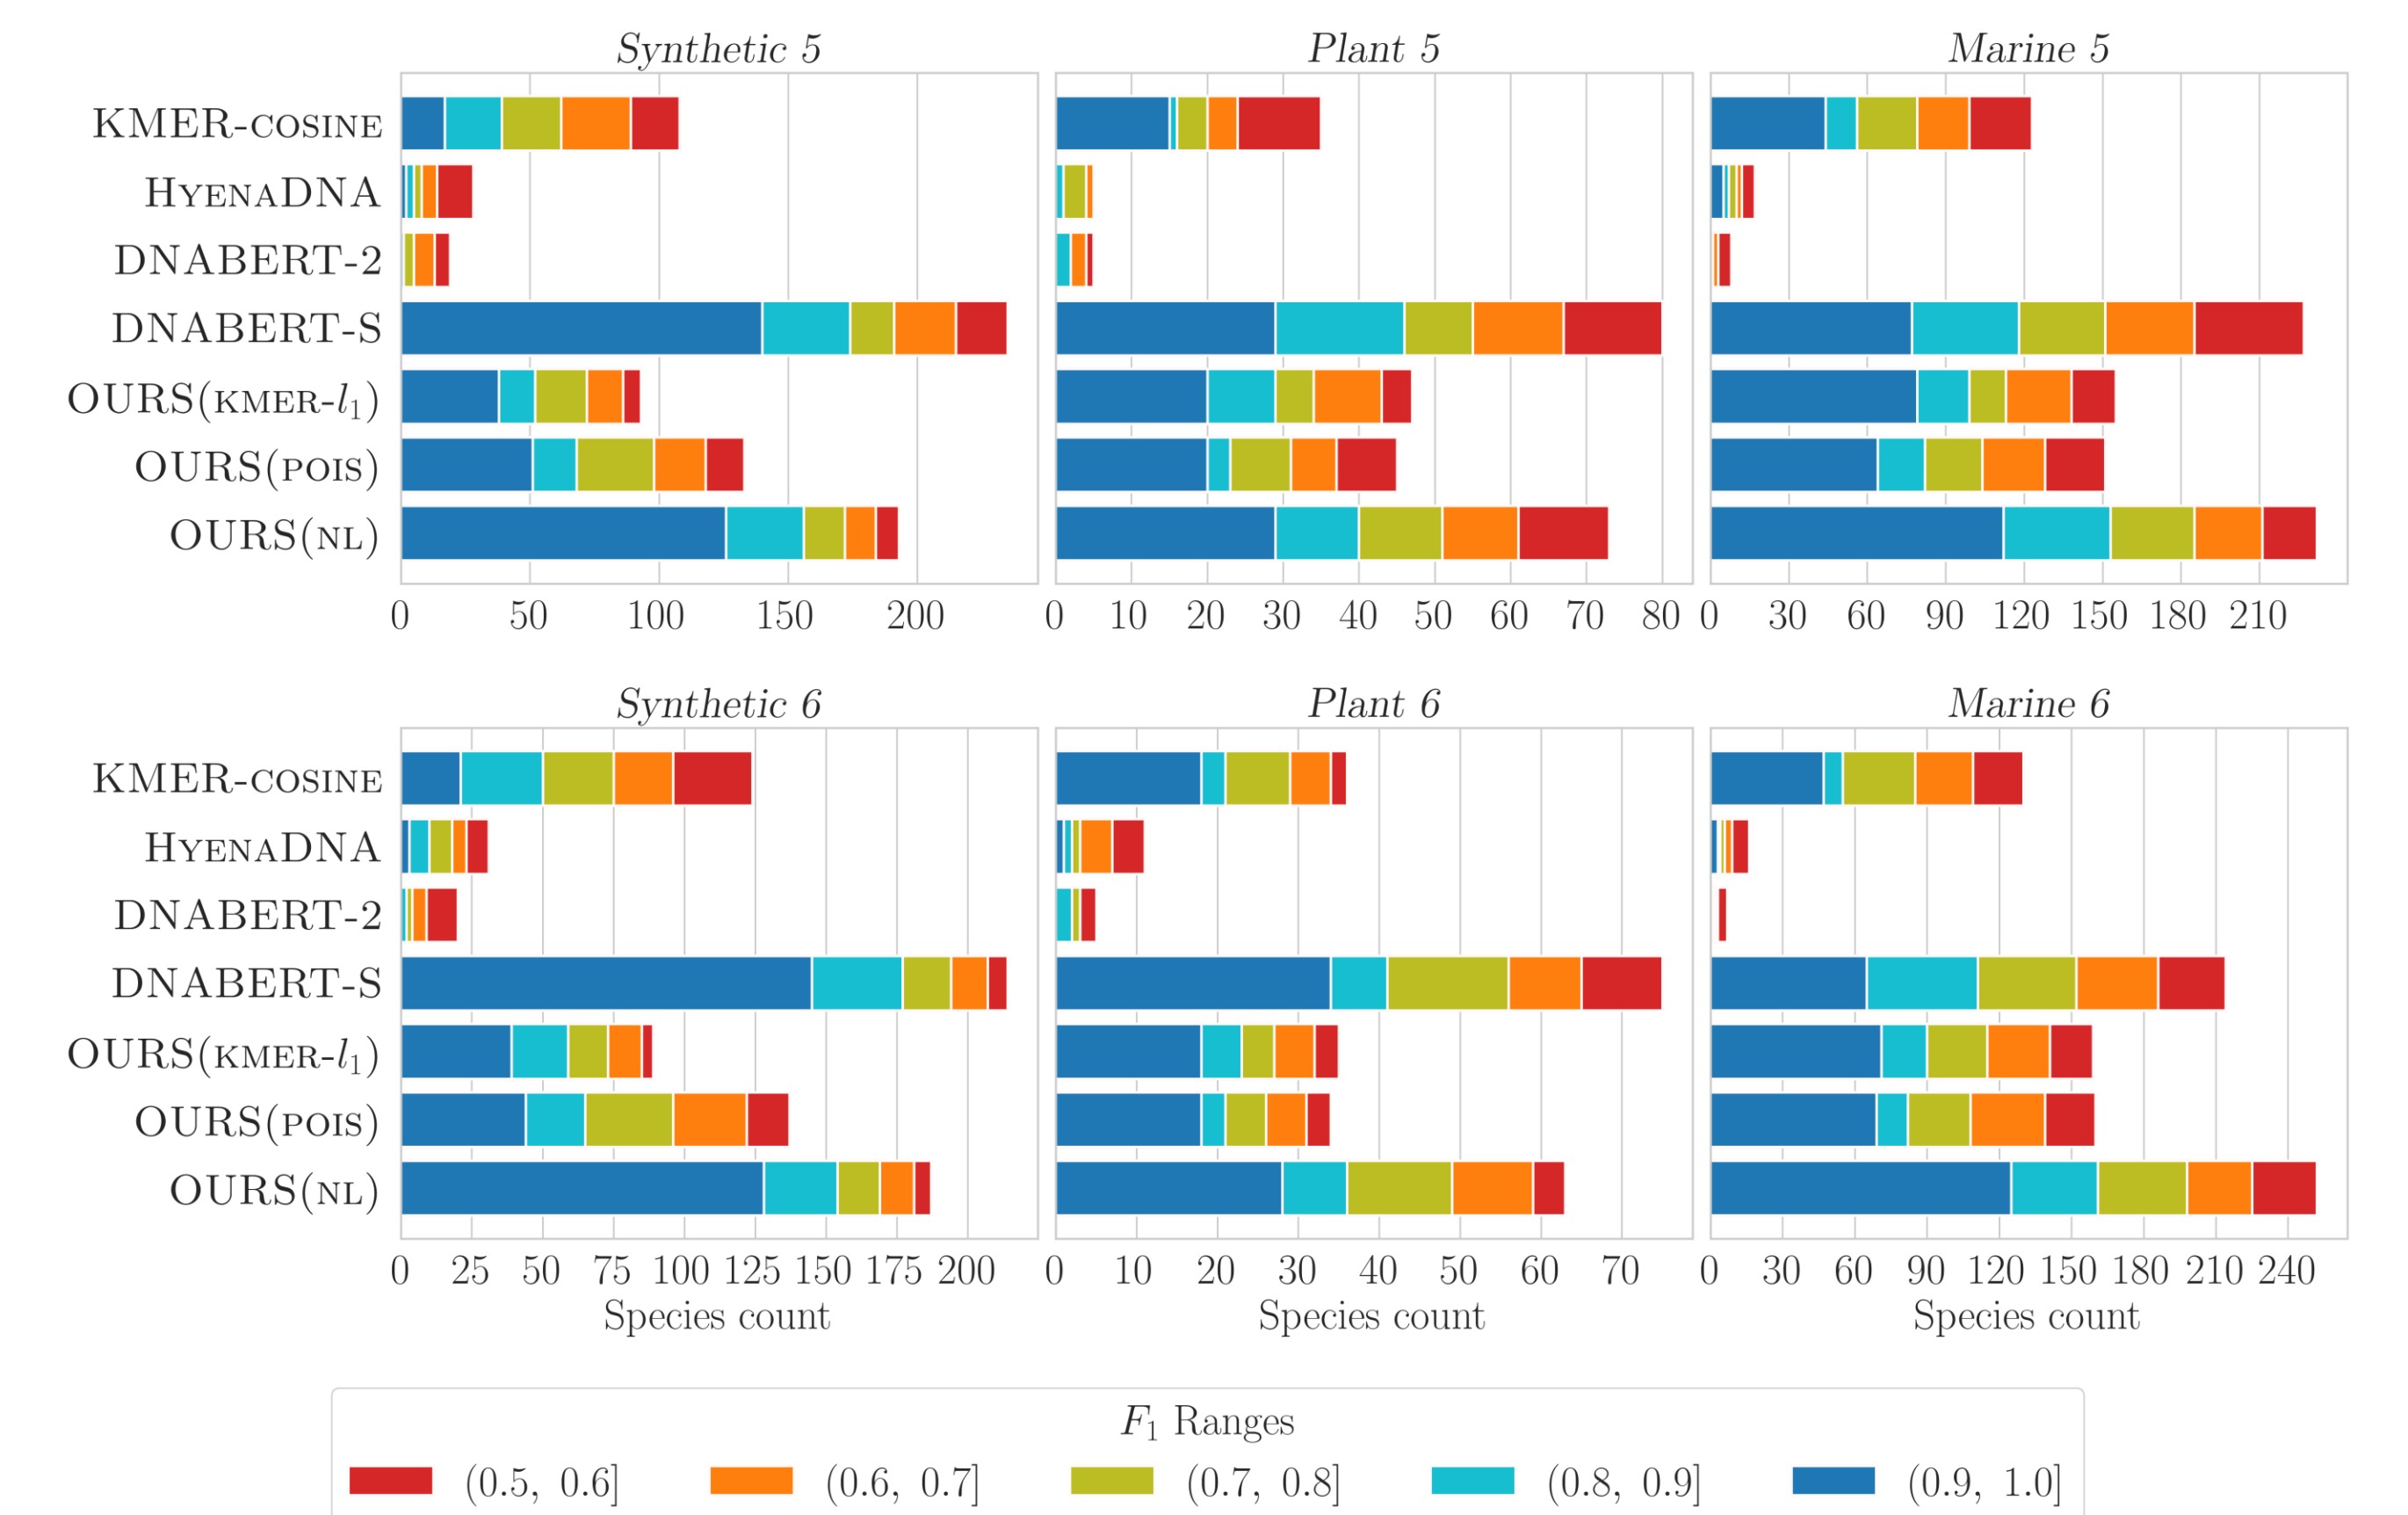 Synthetic 5 Plant 5 Marine 5
KMER-COSINE
HYENADNA
DNABERT-2
DNABERT-S
OURS(KMER-l₁)
OURS(POIS)
OURS(NL)
0 50 100 150 200 0 10 20 30 40 50 60 70 80 0 30 60 90 120 150 180 210
Synthetic 6 Plant 6 Marine 6
KMER-COSINE
HYENADNA
DNABERT-2
DNABERT-S
OURS(KMER-l₁)
OURS(POIS)
OURS(NL)
0 25 50 75 100 125 150 175 200 0 10 20 30 40 50 60 70 0 30 60 90 120 150 180 210 240
Species count Species count Species count
F₁ Ranges
(0.5, 0.6] (0.6, 0.7] (0.7, 0.8] (0.8, 0.9] (0.9, 1.0]